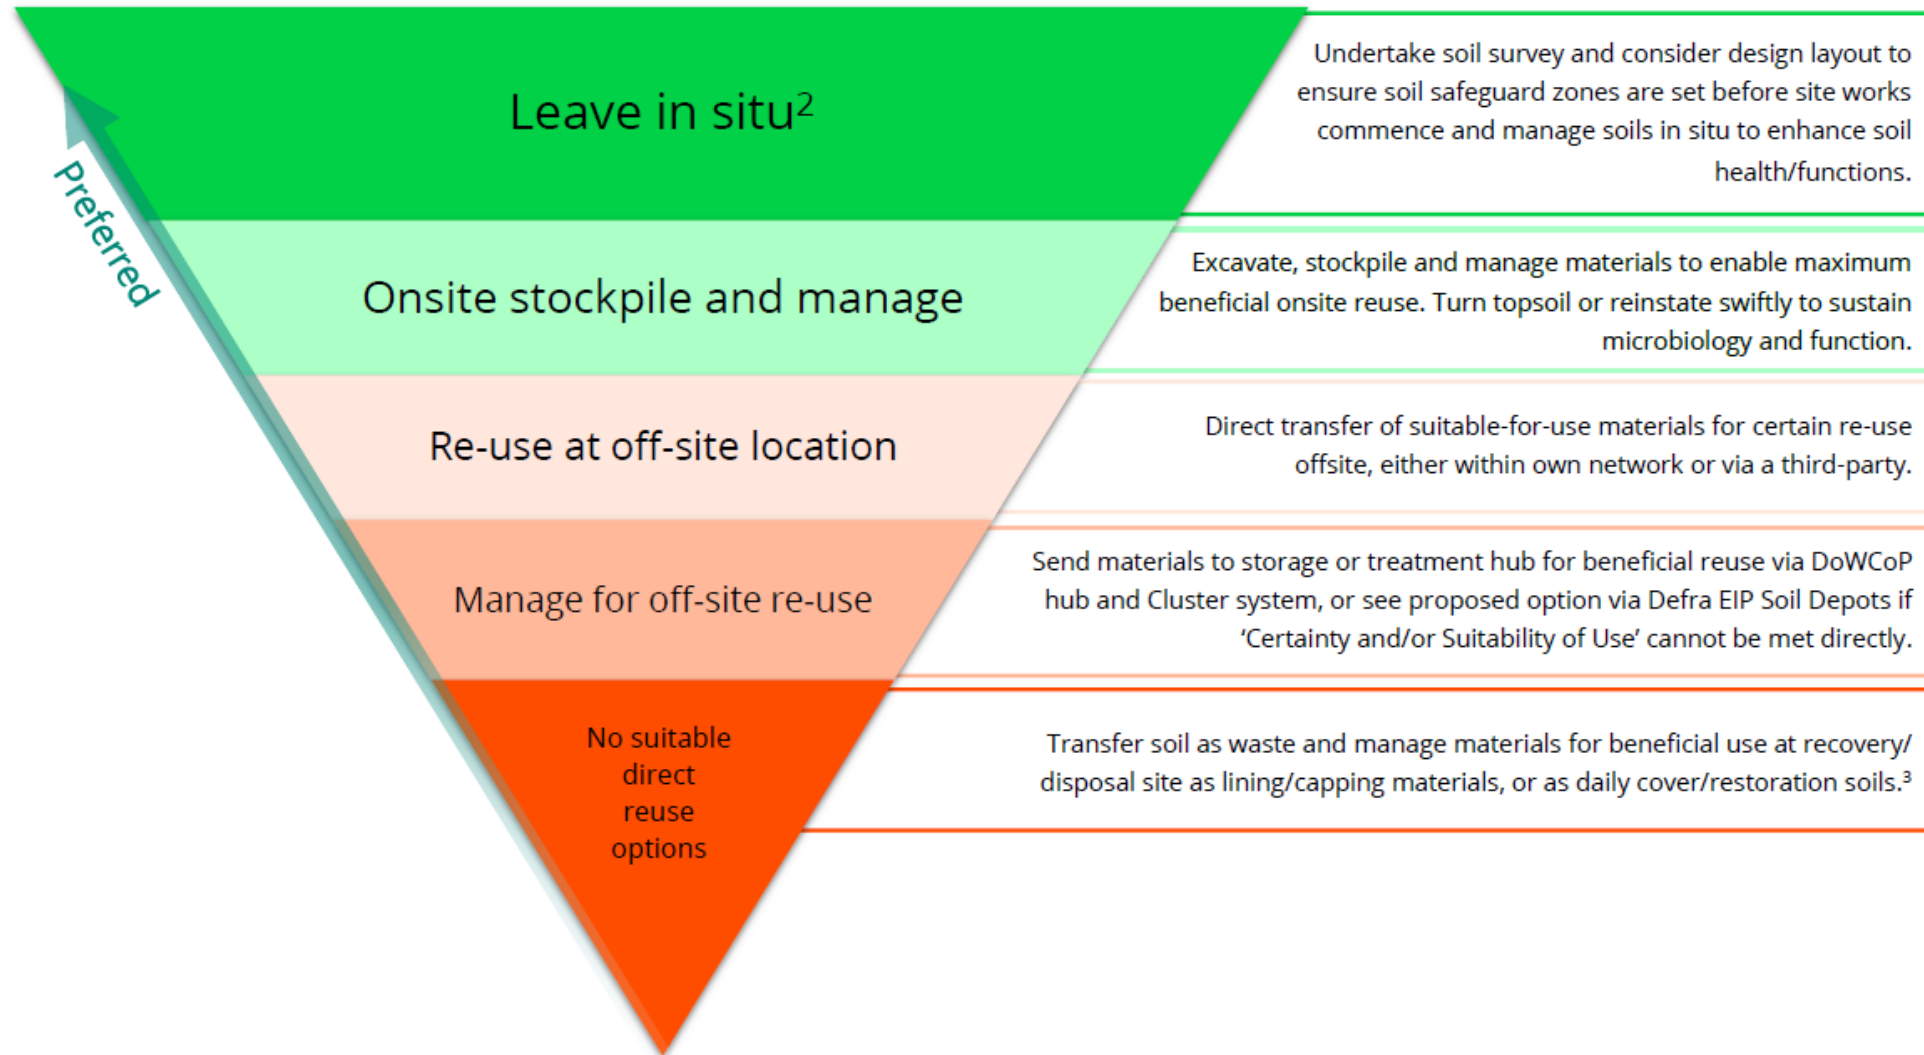 Leave in situ²
Undertake soil survey and consider design layout to
ensure soil safeguard zones are set before site works
commence and manage soils in situ to enhance soil
health/functions.
Preferred
Onsite stockpile and manage
Excavate, stockpile and manage materials to enable maximum
beneficial onsite reuse. Turn topsoil or reinstate swiftly to sustain
microbiology and function.
Re-use at off-site location
Direct transfer of suitable-for-use materials for certain re-use
offsite, either within own network or via a third-party.
Manage for off-site re-use
Send materials to storage or treatment hub for beneficial reuse via DoWCoP
hub and Cluster system, or see proposed option via Defra EIP Soil Depots if
‘Certainty and/or Suitability of Use’ cannot be met directly.
No suitable
direct
reuse
options
Transfer soil as waste and manage materials for beneficial use at recovery/
disposal site as lining/capping materials, or as daily cover/restoration soils.³